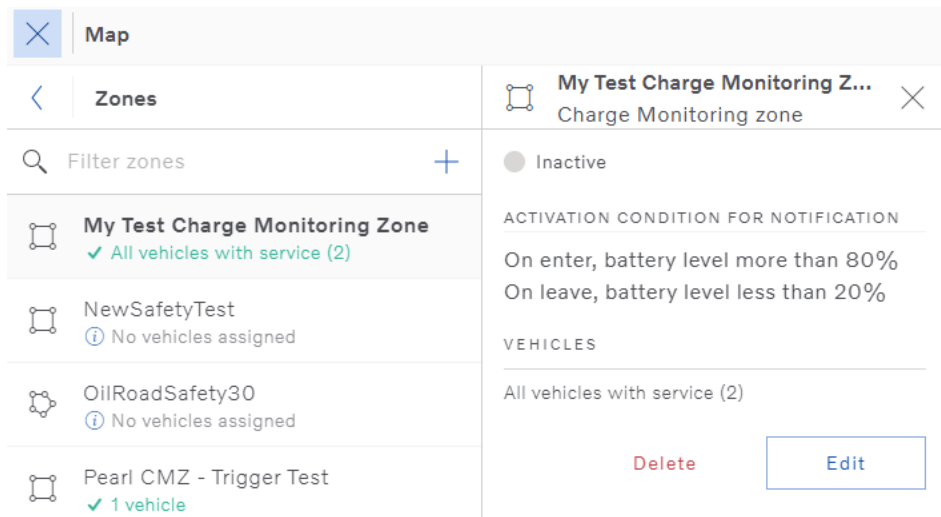 Map
Zones
Filter zones
My Test Charge Monitoring Zone
All vehicles with service (2)
NewSafetyTest
No vehicles assigned
OilRoadSafety30
No vehicles assigned
Pearl CMZ - Trigger Test
1 vehicle
My Test Charge Monitoring Z...
Charge Monitoring zone
Inactive
ACTIVATION CONDITION FOR NOTIFICATION
On enter, battery level more than 80%
On leave, battery level less than 20%
VEHICLES
All vehicles with service (2)
Delete
Edit